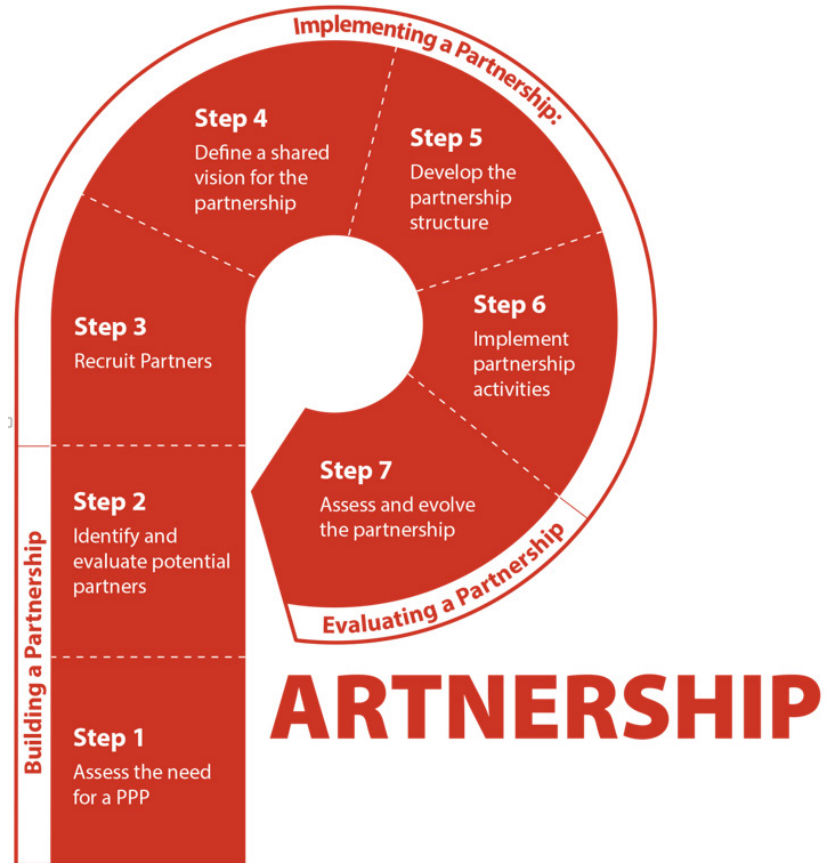 Implementing a Partnership:
Step 4
Define a shared
vision for the
partnership
Step 5
Develop the
partnership
structure
Step 3
Recruit Partners
Step 6
Implement
partnership
activities
Step 7
Assess and evolve
the partnership
Step 2
Identify and
evaluate potential
partners
Building a Partnership
Evaluating a Partnership
Step 1
Assess the need
for a PPP
ARTNERSHIP